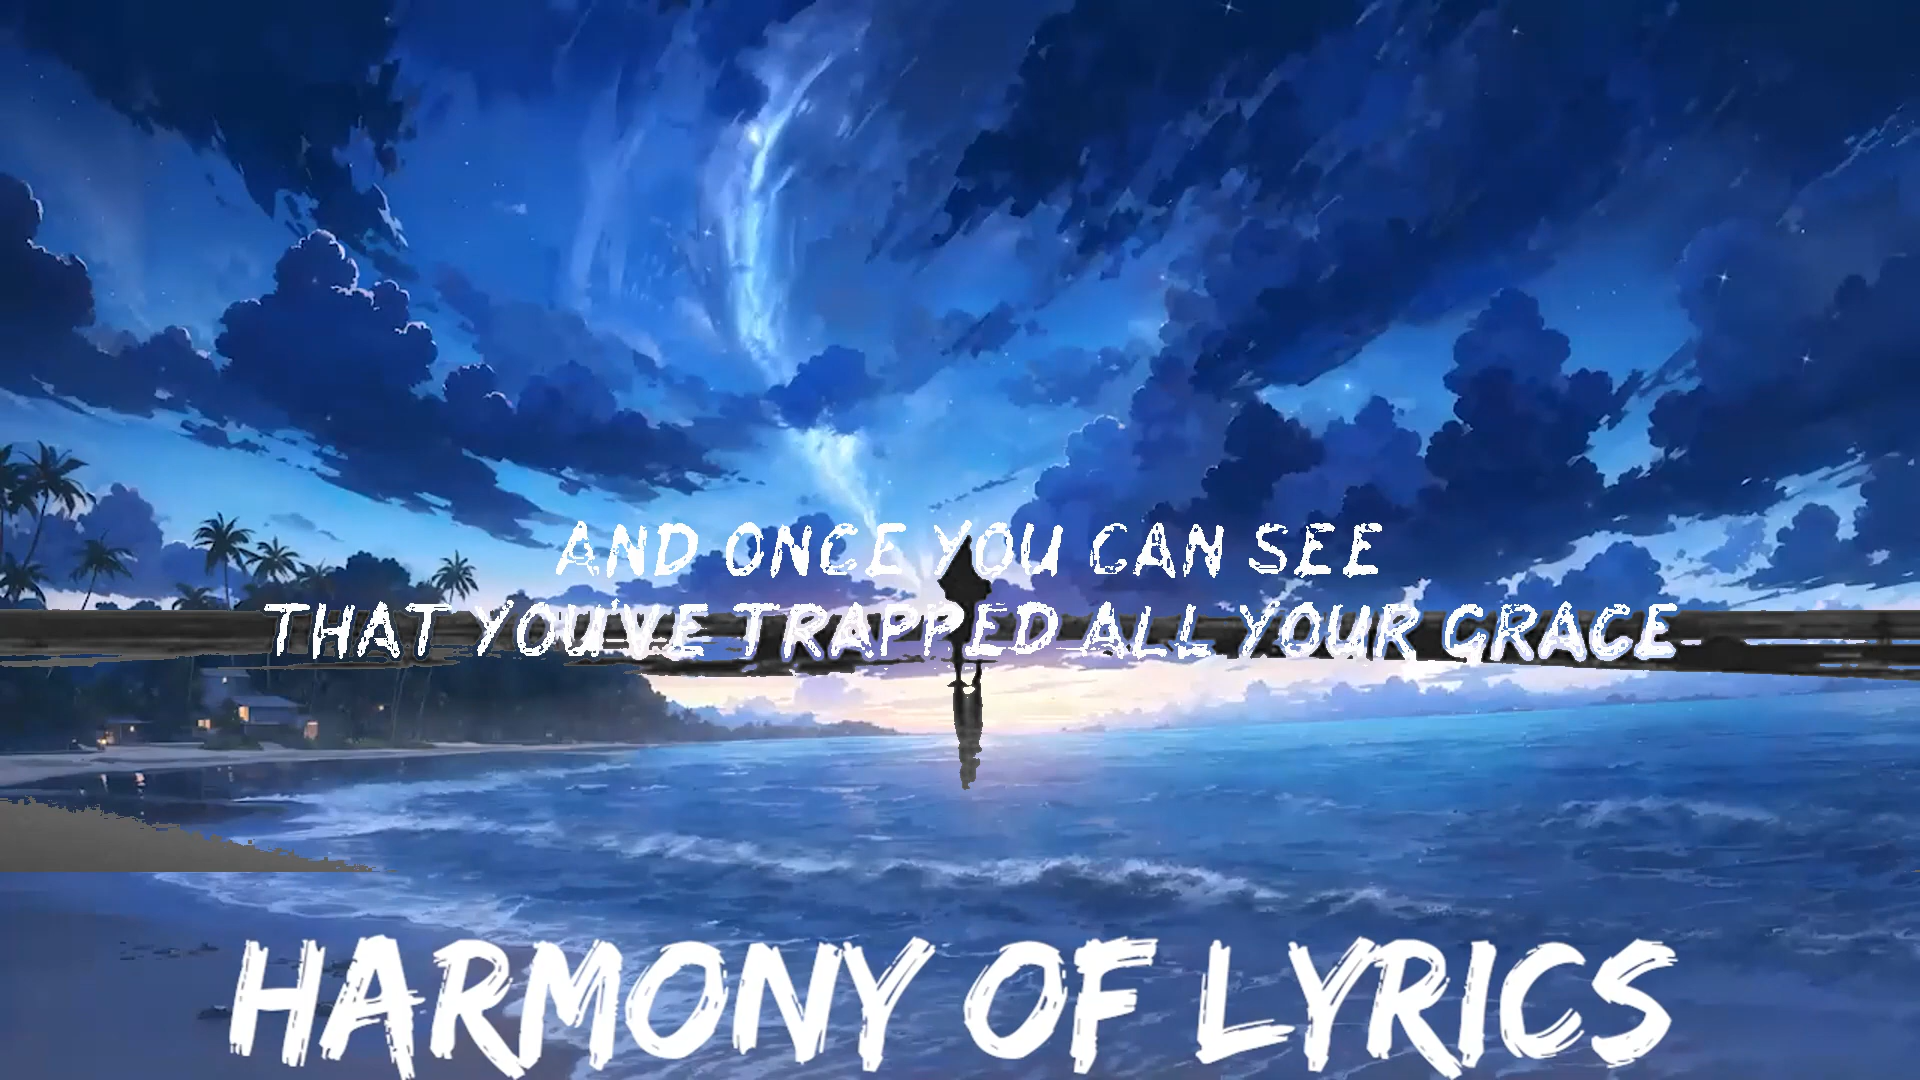 AND ONCE YOU CAN SEE
THAT YOU'VE TRAPPED ALL YOUR GRACE
HARMONY OF LYRICS